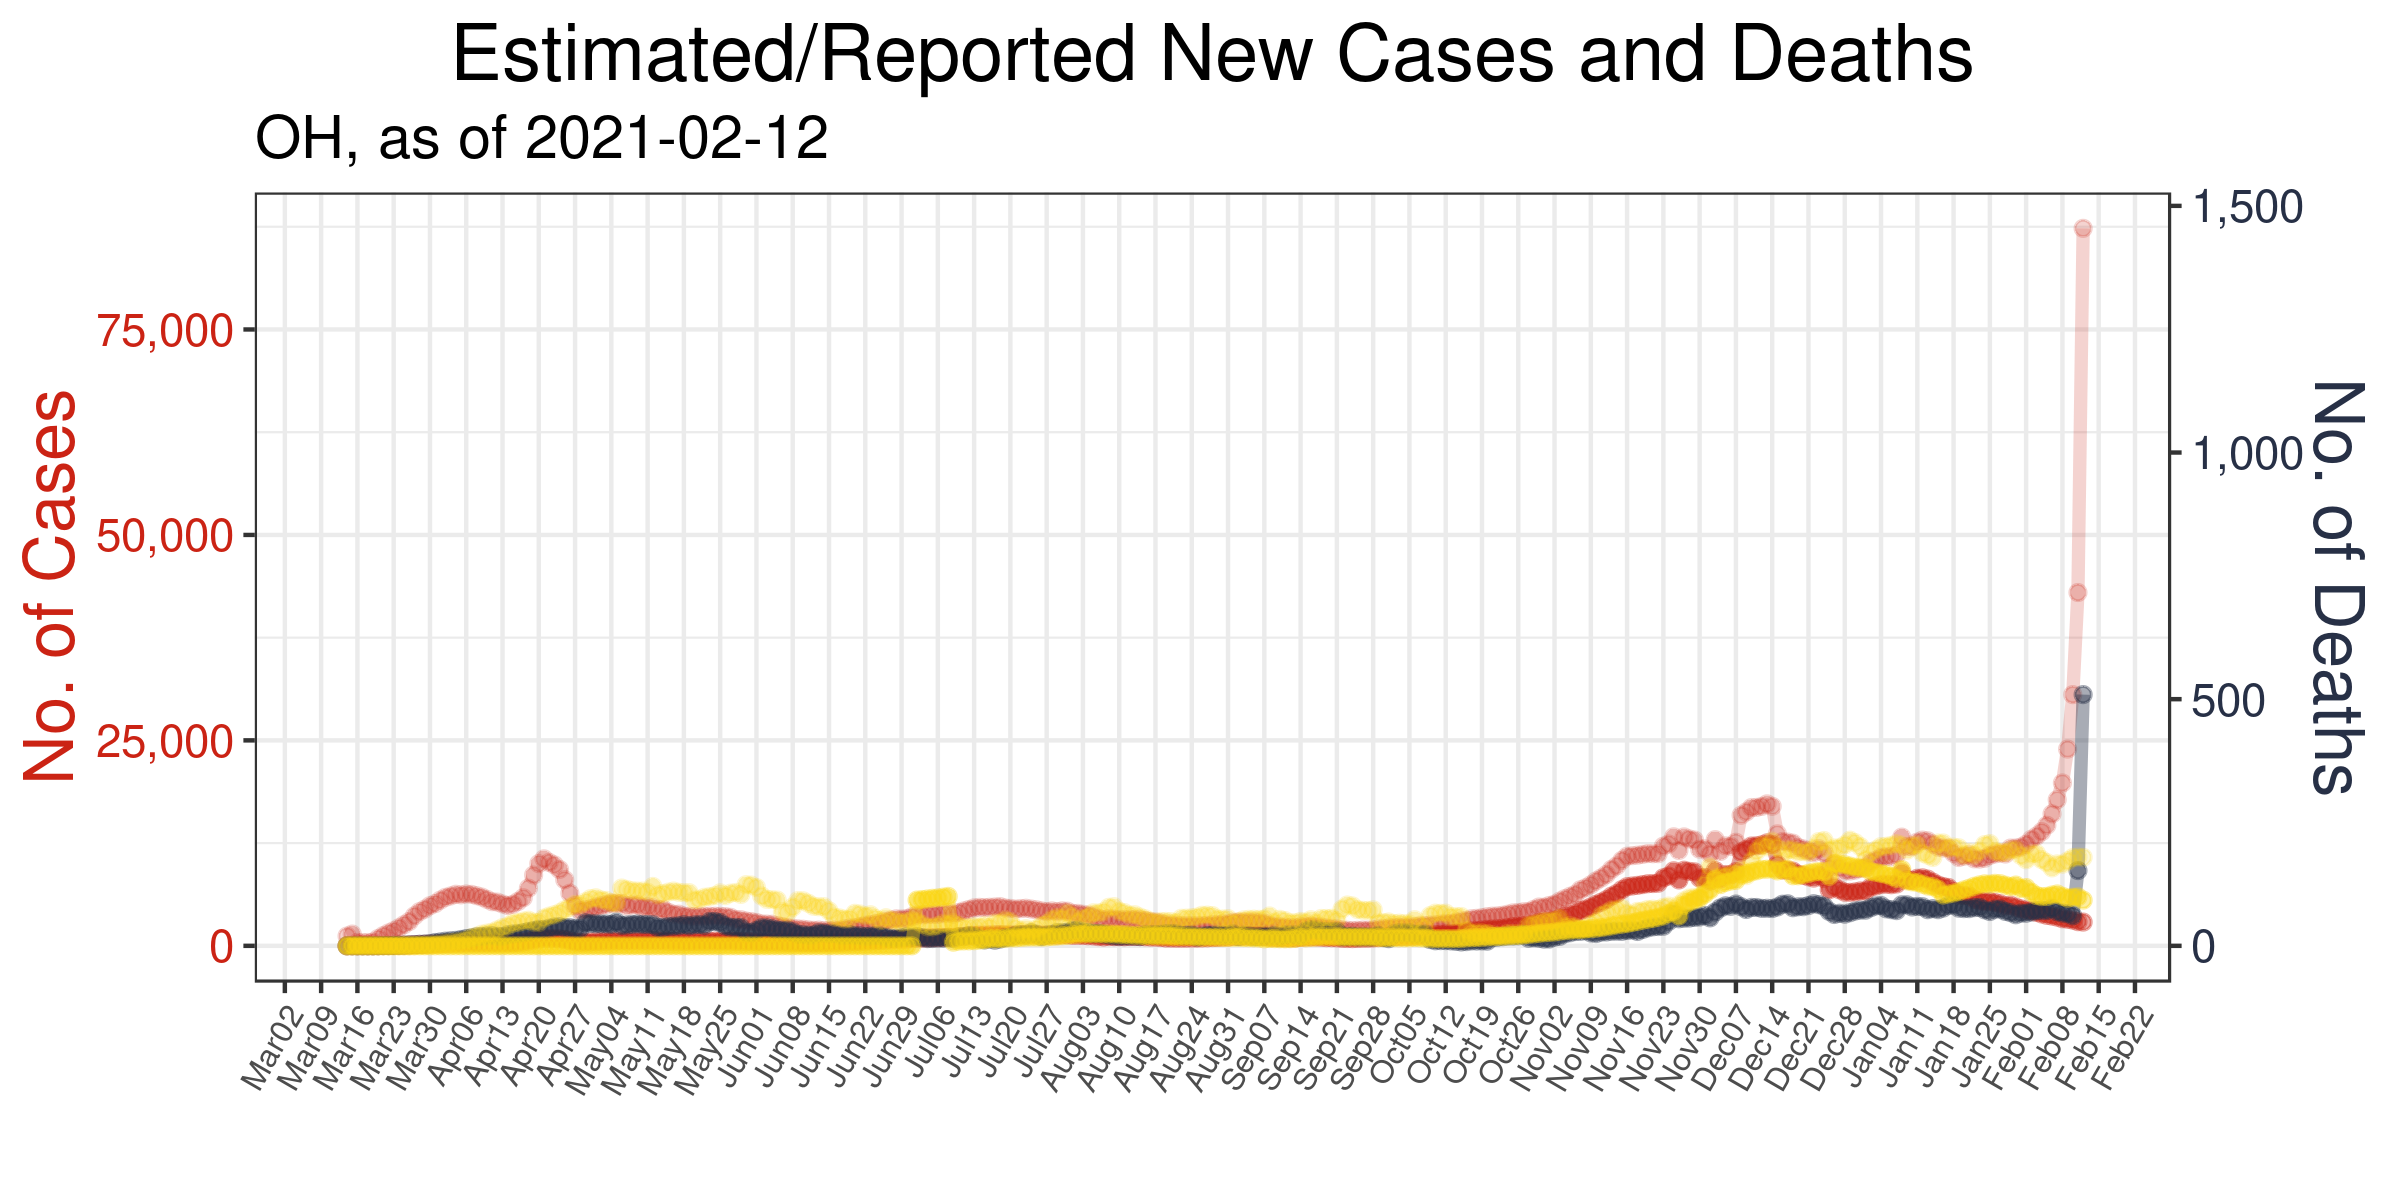 Estimated/Reported New Cases and Deaths
OH, as of 2021-02-12
No. of Cases
75,000
50,000
25,000
0
1,500
1,000
500
0
No. of Deaths
Mar02
Mar09
Mar16
Mar23
Mar30
Apr06
Apr13
Apr20
Apr27
May04
May11
May18
May25
Jun01
Jun08
Jun15
Jun22
Jun29
Jul06
Jul13
Jul20
Jul27
Aug03
Aug10
Aug17
Aug24
Aug31
Sep07
Sep14
Sep21
Sep28
Oct05
Oct12
Oct19
Oct26
Nov02
Nov09
Nov16
Nov23
Nov30
Dec07
Dec14
Dec21
Dec28
Jan04
Jan11
Jan18
Jan25
Feb01
Feb08
Feb15
Feb22